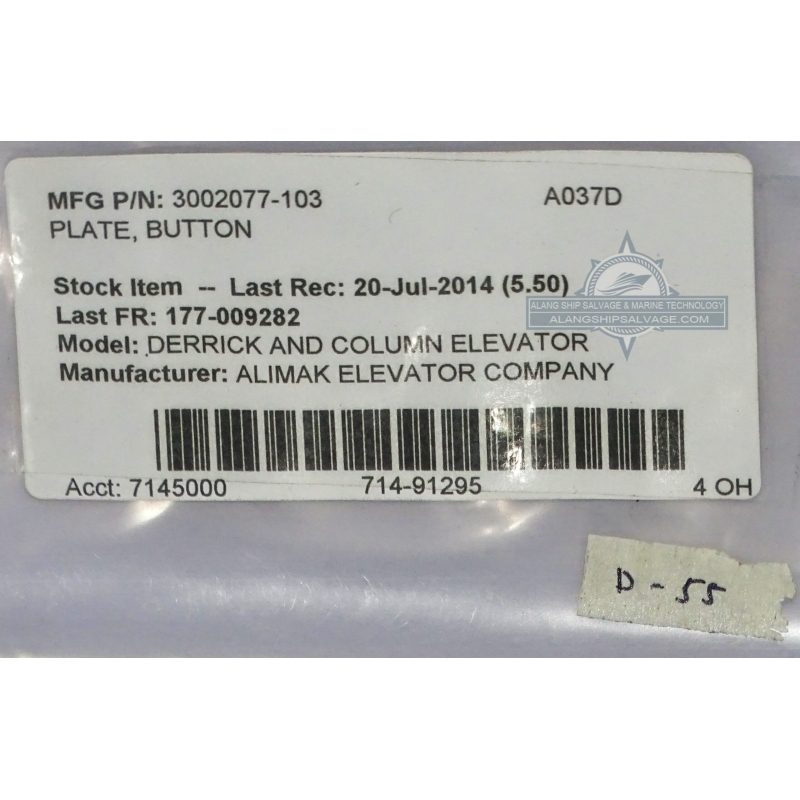 MFG P/N: 3002077-103 A037D
PLATE, BUTTON
Stock Item -- Last Rec: 20-Jul-2014 (5.50)
Last FR: 177-009282
Model: DERRICK AND COLUMN ELEVATOR
Manufacturer: ALIMAK ELEVATOR COMPANY
Acct: 7145000 714-91295 4 OH
ALANG SHIP SALVAGE & MARINE TECHNOLOGY
ALANGSHIPSALVAGE.COM
D-55